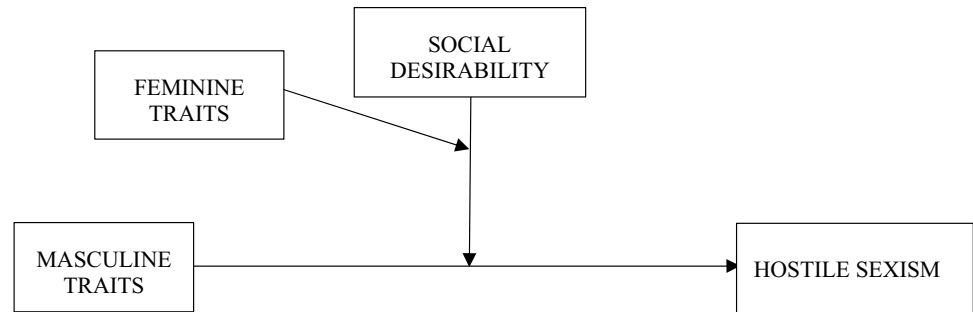 SOCIAL
DESIRABILITY
FEMININE
TRAITS
MASCULINE
TRAITS
HOSTILE SEXISM